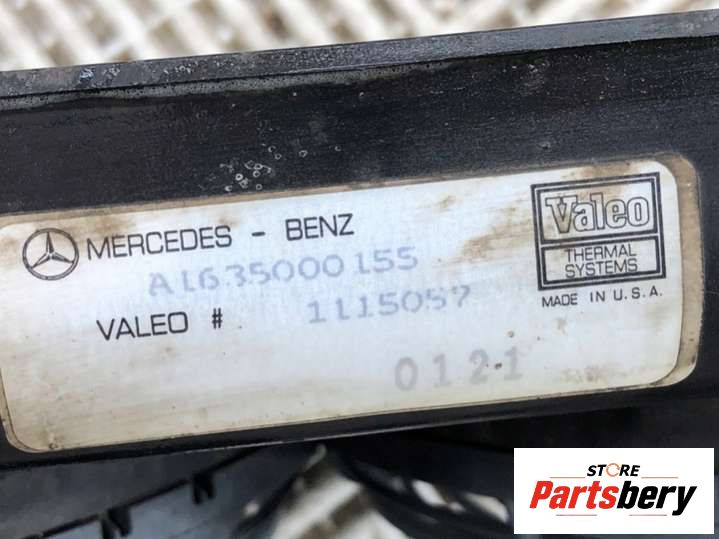 MERCEDES - BENZ
A1635000155
VALEO # 1115057
0121
Valeo
THERMAL
SYSTEMS
MADE IN U.S.A.
STORE
Partsbery